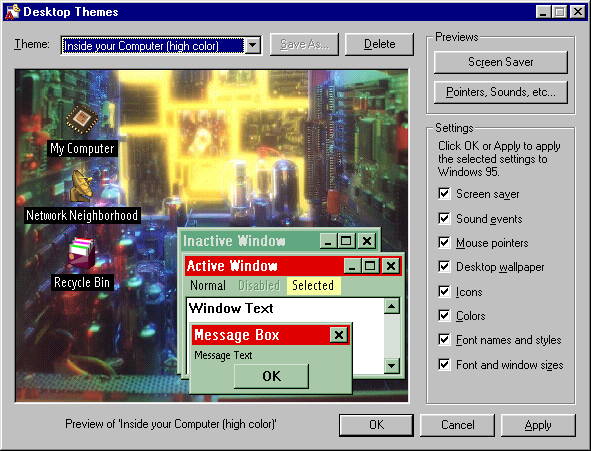 Desktop Themes
Theme: Inside your Computer (high color) Save As... Delete
Previews
Screen Saver
Pointers, Sounds, etc...
My Computer
Network Neighborhood
Recycle Bin
Inactive Window
Active Window
Normal Disabled Selected
Window Text
Message Box
Message Text
OK
Settings
Click OK or Apply to apply
the selected settings to
Windows 95.
Screen saver
Sound events
Mouse pointers
Desktop wallpaper
Icons
Colors
Font names and styles
Font and window sizes
Preview of 'Inside your Computer (high color)'
OK Cancel Apply